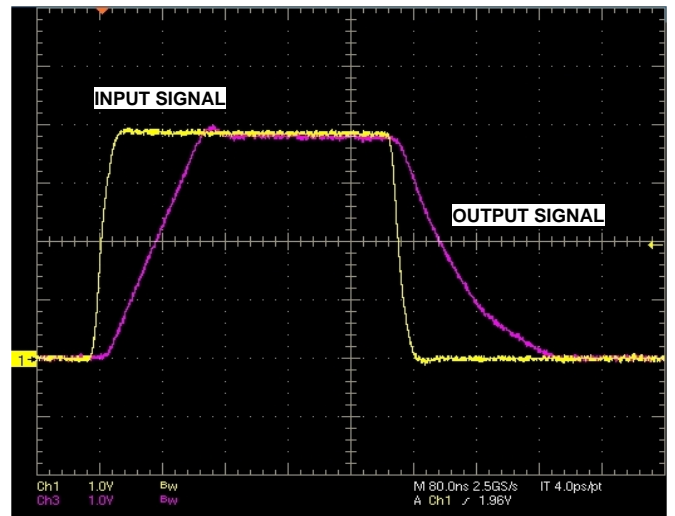 INPUT SIGNAL
OUTPUT SIGNAL
1
Ch1 1.0V Bw M 80.0ns 2.5GS/s IT 4.0ps/pt
Ch3 1.0V Bw A Ch1 / 1.96V